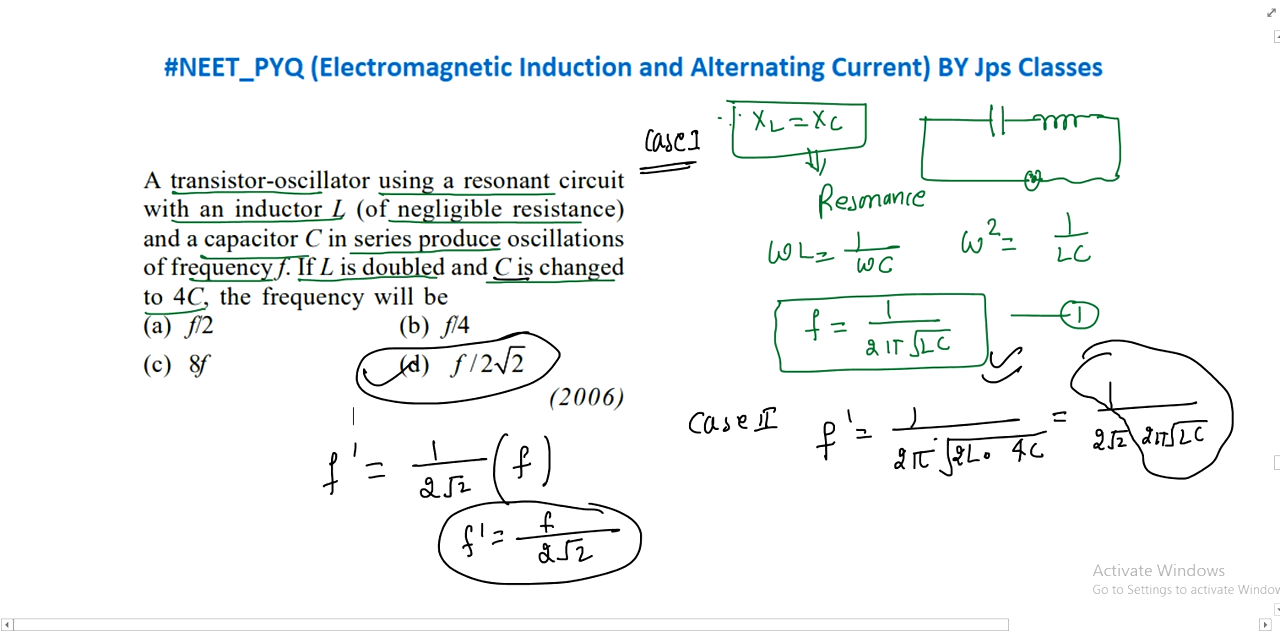 #NEET_PYQ (Electromagnetic Induction and Alternating Current) BY Jps Classes
A transistor-oscillator using a resonant circuit
with an inductor L (of negligible resistance)
and a capacitor C in series produce oscillations
of frequency f. If L is doubled and C is changed
to 4C, the frequency will be
(a) f/2 (b) f/4
(c) 8f (d) f/2√2
(2006)
Case I
X_L = X_C
Resonance
ωL = 1/ωC ω² = 1/LC
f = 1/2π√LC ①
Case II f' = 1/2π√2L. 4C = 1/2√2 2π√LC
f' = 1/2√2 (f)
f' = f/2√2
Activate Windows
Go to Settings to activate Window